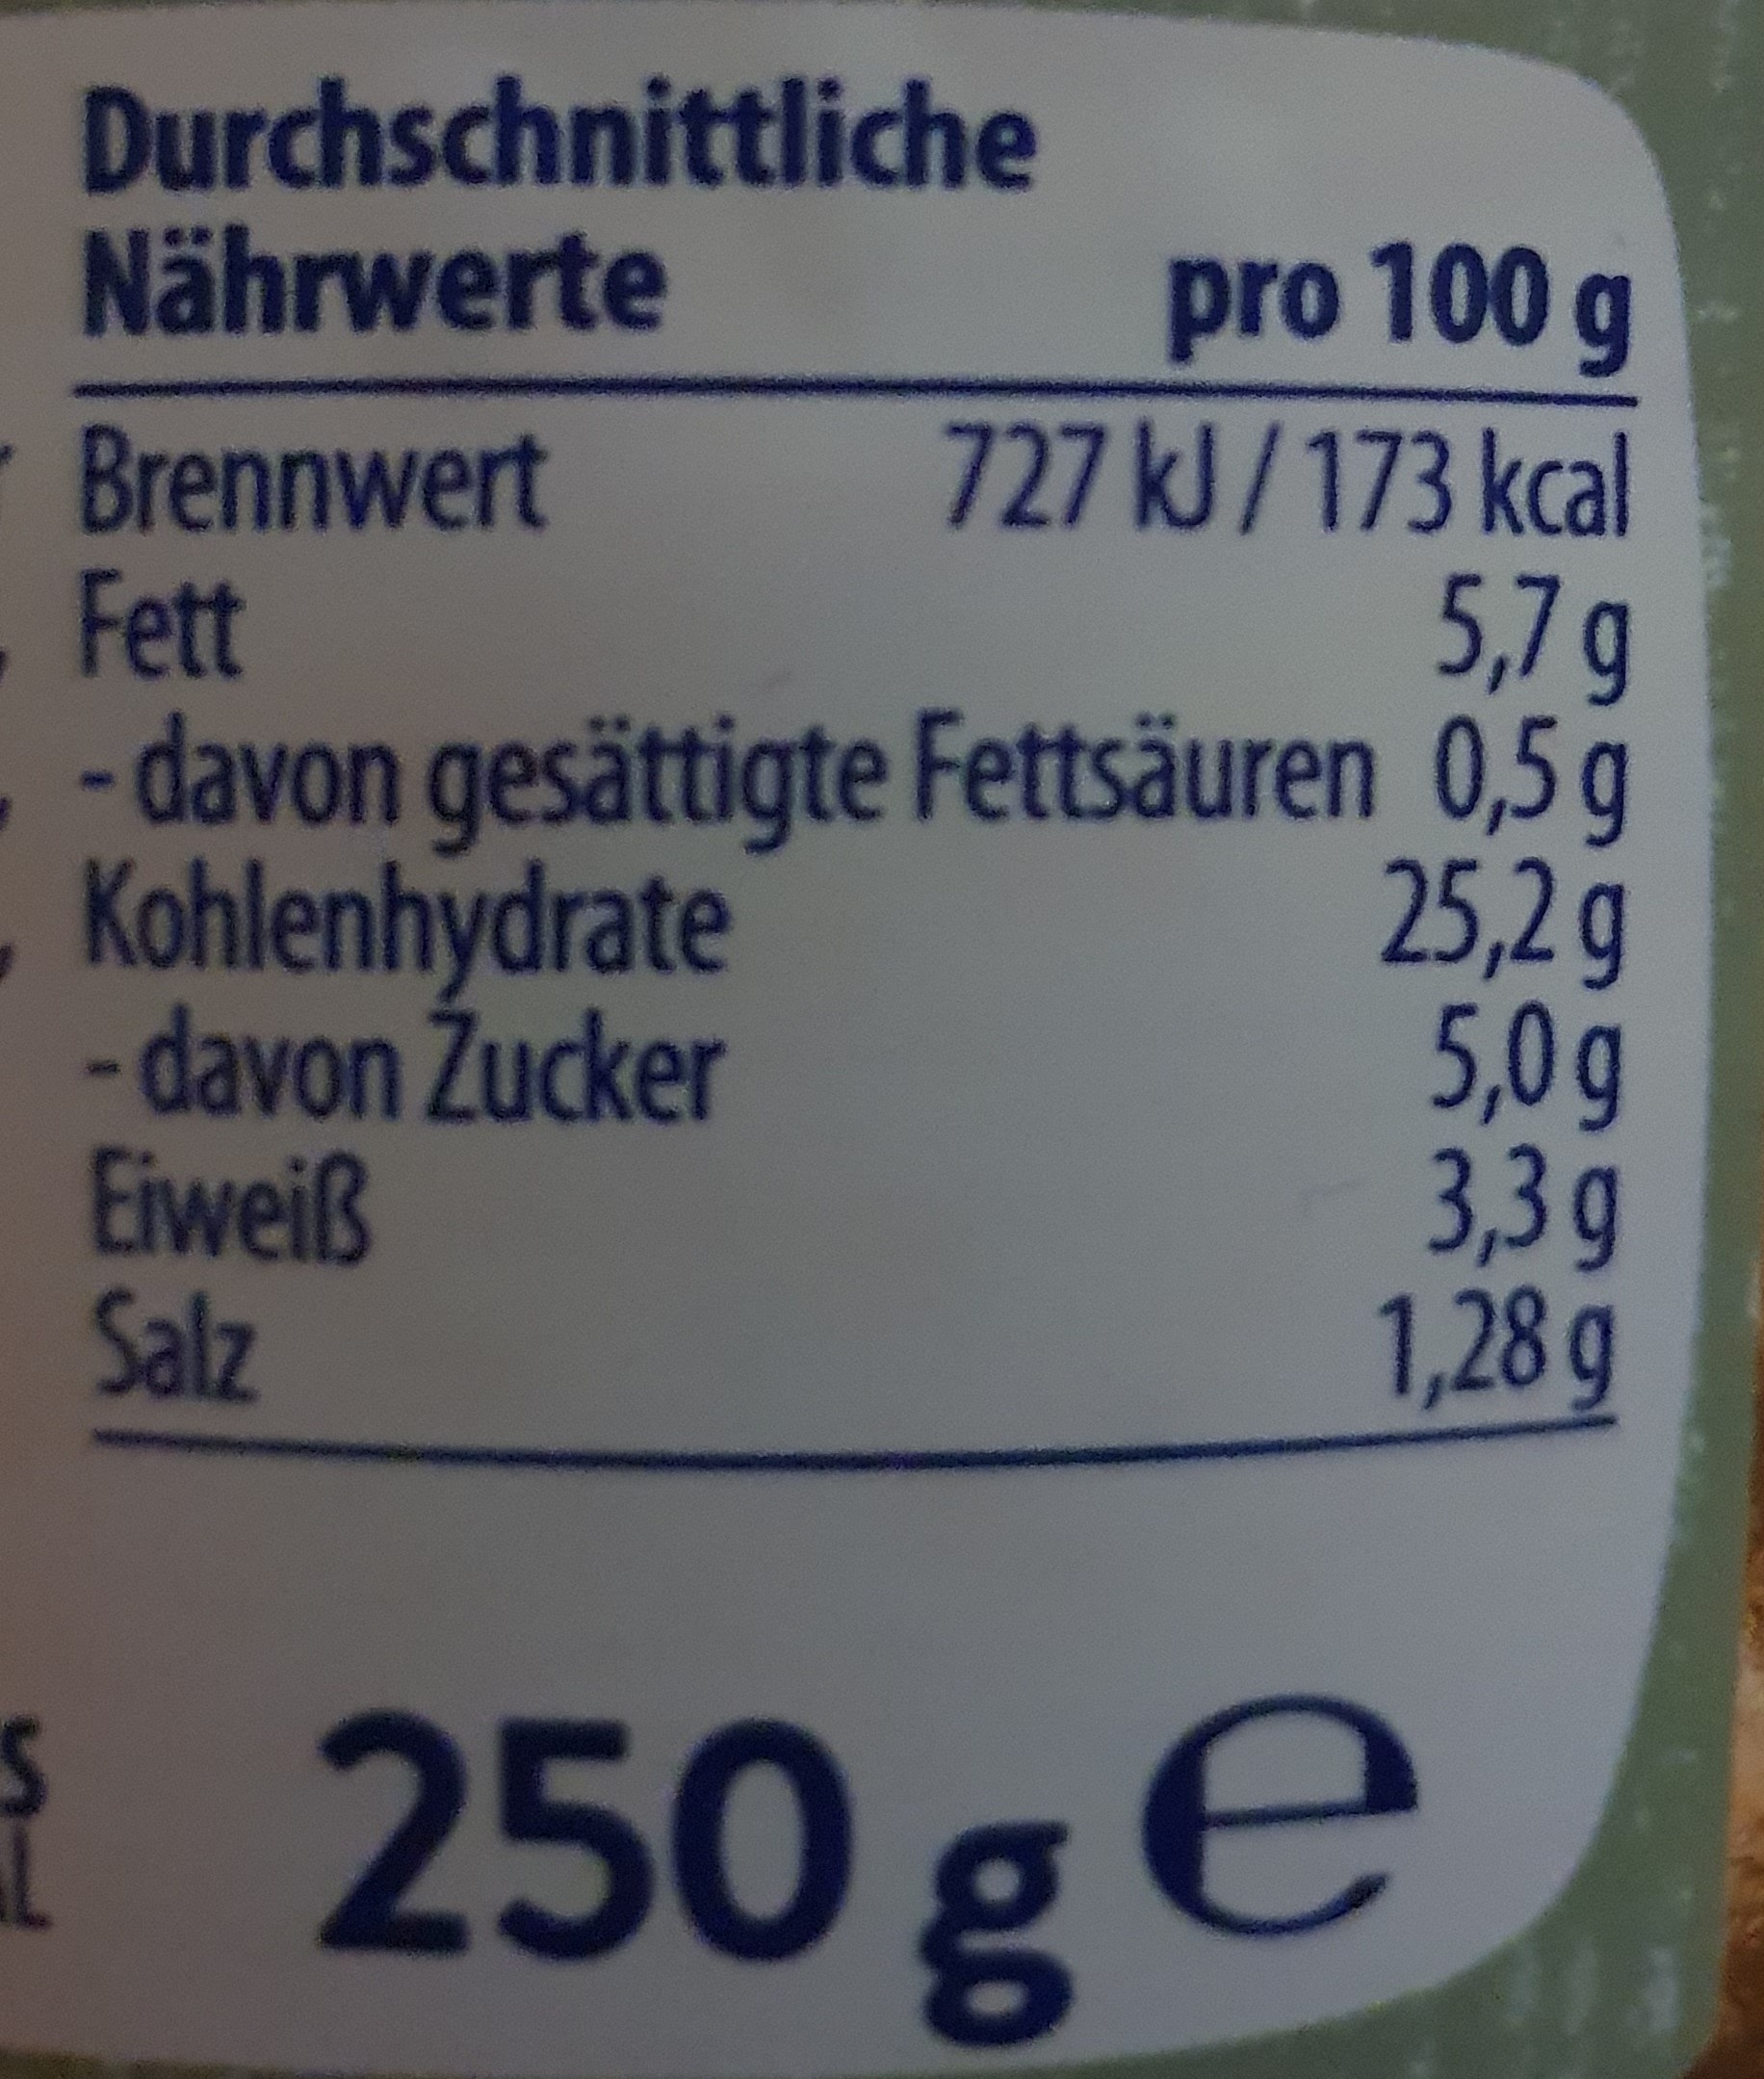 Durchschnittliche
Nährwerte pro 100 g
Brennwert 727 kJ / 173 kcal
Fett 5,7 g
- davon gesättigte Fettsäuren 0,5 g
Kohlenhydrate 25,2 g
- davon Zucker 5,0 g
Eiweiß 3,3 g
Salz 1,28 g
250 g e